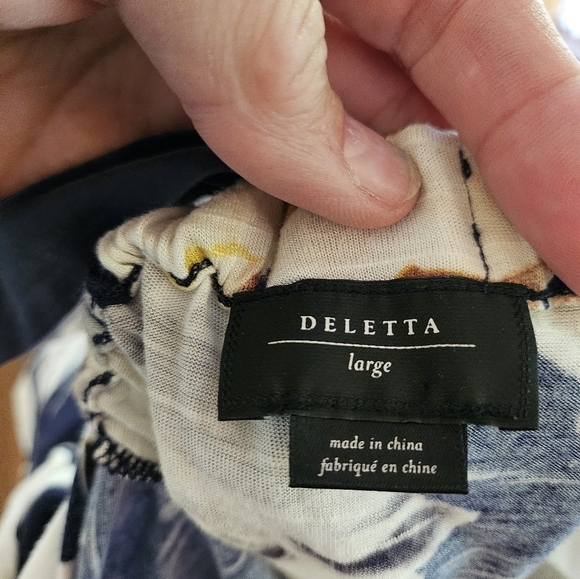 DELETTA
large
made in china
fabriqué en chine